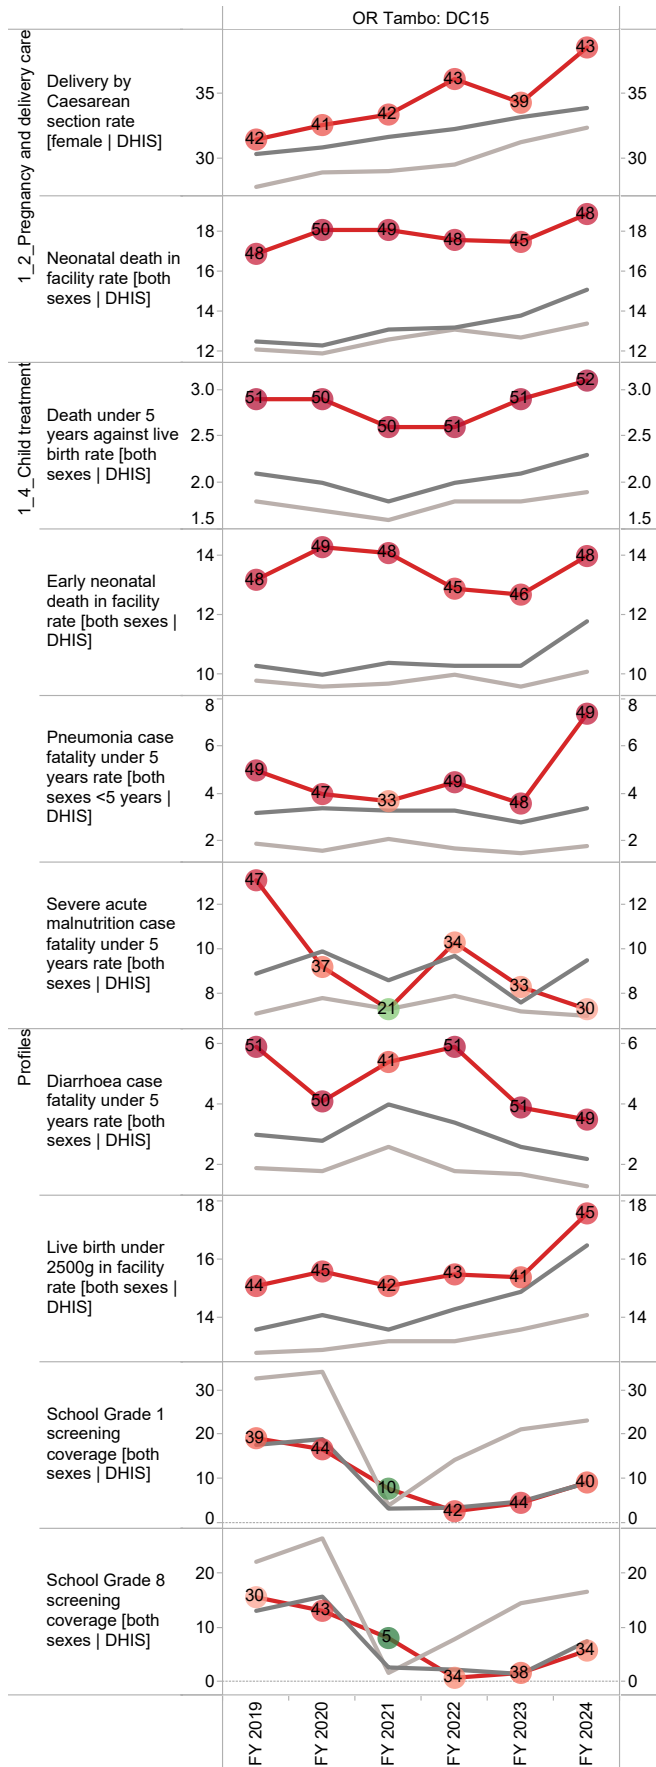 OR Tambo: DC15
1_2_Pregnancy and delivery care
Delivery by
Caesarean
section rate
[female | DHIS]
35
30
42
41
42
43
39
43
35
30
Neonatal death in
facility rate [both
sexes | DHIS]
18
16
14
12
48
50
49
48
45
48
18
16
14
12
1_4_Child treatment
Death under 5
years against live
birth rate [both
sexes | DHIS]
3.0
2.5
2.0
1.5
51
50
50
51
51
52
3.0
2.5
2.0
1.5
Early neonatal
death in facility
rate [both sexes |
DHIS]
14
12
10
48
49
48
45
46
48
14
12
10
Pneumonia case
fatality under 5
years rate [both
sexes <5 years |
DHIS]
8
6
4
2
49
47
33
49
48
49
8
6
4
2
Severe acute
malnutrition case
fatality under 5
years rate [both
sexes | DHIS]
12
10
8
47
37
21
34
33
30
12
10
8
Profiles
Diarrhoea case
fatality under 5
years rate [both
sexes | DHIS]
6
4
2
51
50
41
51
51
49
6
4
2
Live birth under
2500g in facility
rate [both sexes |
DHIS]
18
16
14
44
45
42
43
41
45
18
16
14
School Grade 1
screening
coverage [both
sexes | DHIS]
30
20
10
0
39
44
10
42
44
40
30
20
10
0
School Grade 8
screening
coverage [both
sexes | DHIS]
20
10
0
30
43
5
34
38
34
20
10
0
FY 2019
FY 2020
FY 2021
FY 2022
FY 2023
FY 2024